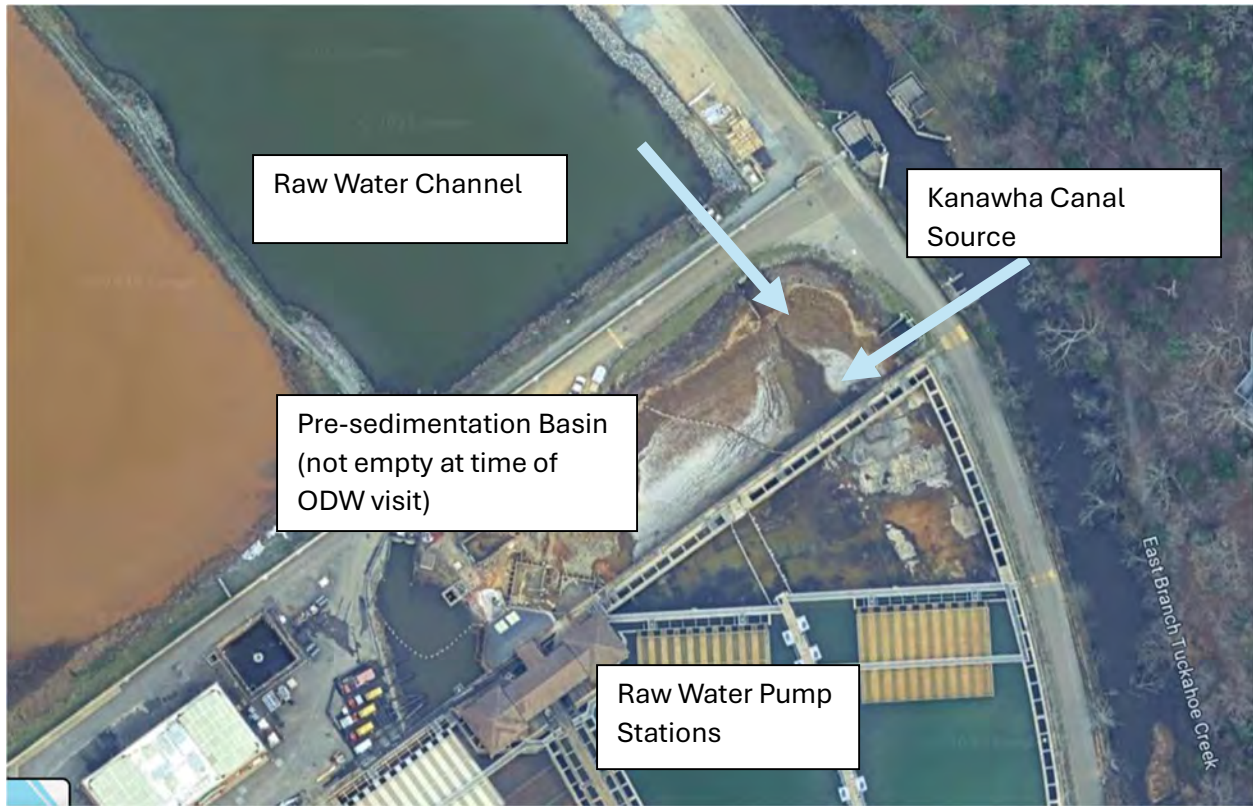 Raw Water Channel
Kanawha Canal
Source
Pre-sedimentation Basin
(not empty at time of
ODW visit)
East Branch Tuckahoe Creek
Raw Water Pump
Stations